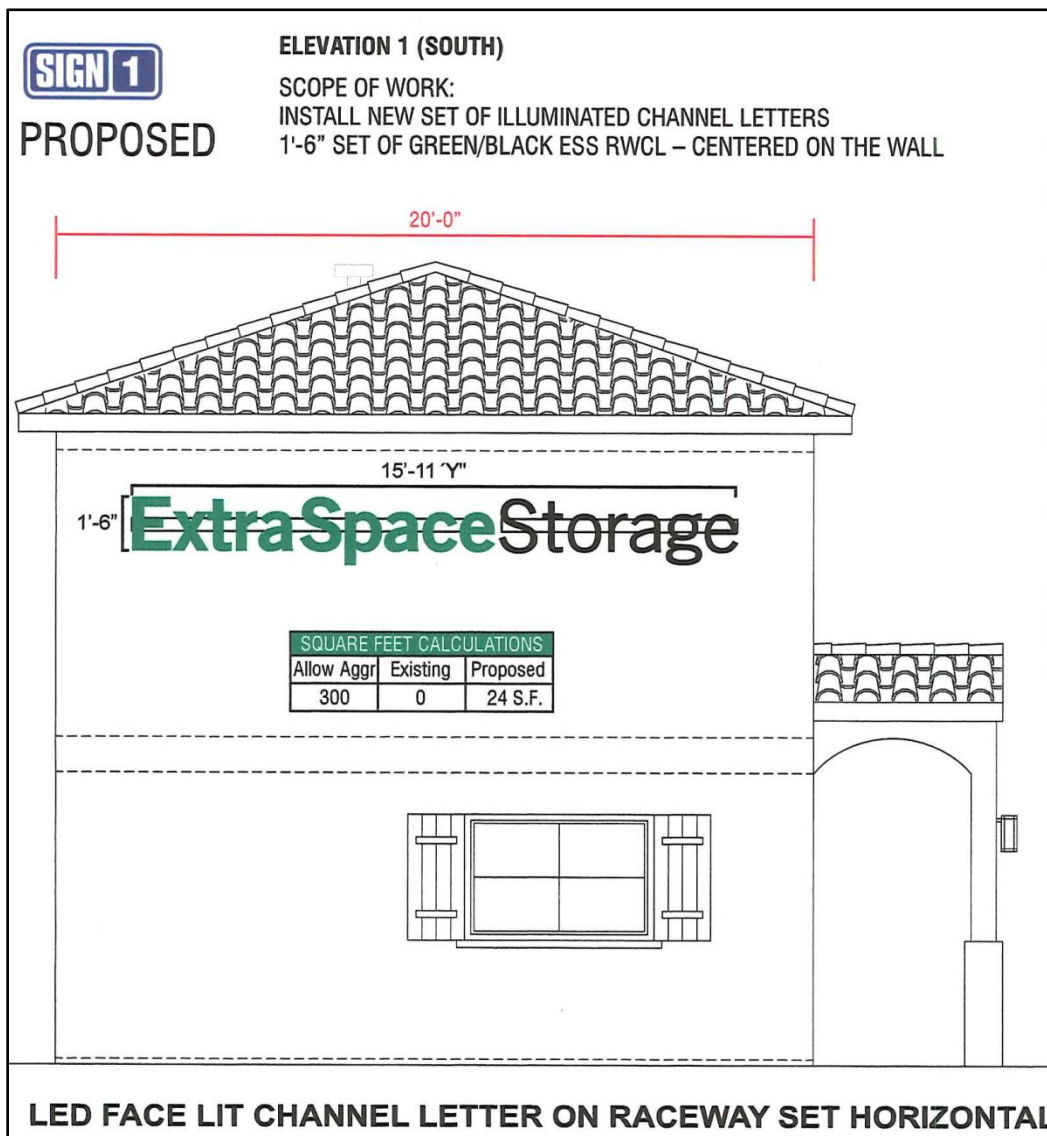 SIGN 1
PROPOSED
ELEVATION 1 (SOUTH)
SCOPE OF WORK:
INSTALL NEW SET OF ILLUMINATED CHANNEL LETTERS
1'-6" SET OF GREEN/BLACK ESS RWCL – CENTERED ON THE WALL
20'-0"
15'-11 ´Y"
1'-6"
ExtraSpaceStorage
SQUARE FEET CALCULATIONS
Allow Aggr Existing Proposed
300 0 24 S.F.
LED FACE LIT CHANNEL LETTER ON RACEWAY SET HORIZONTAL